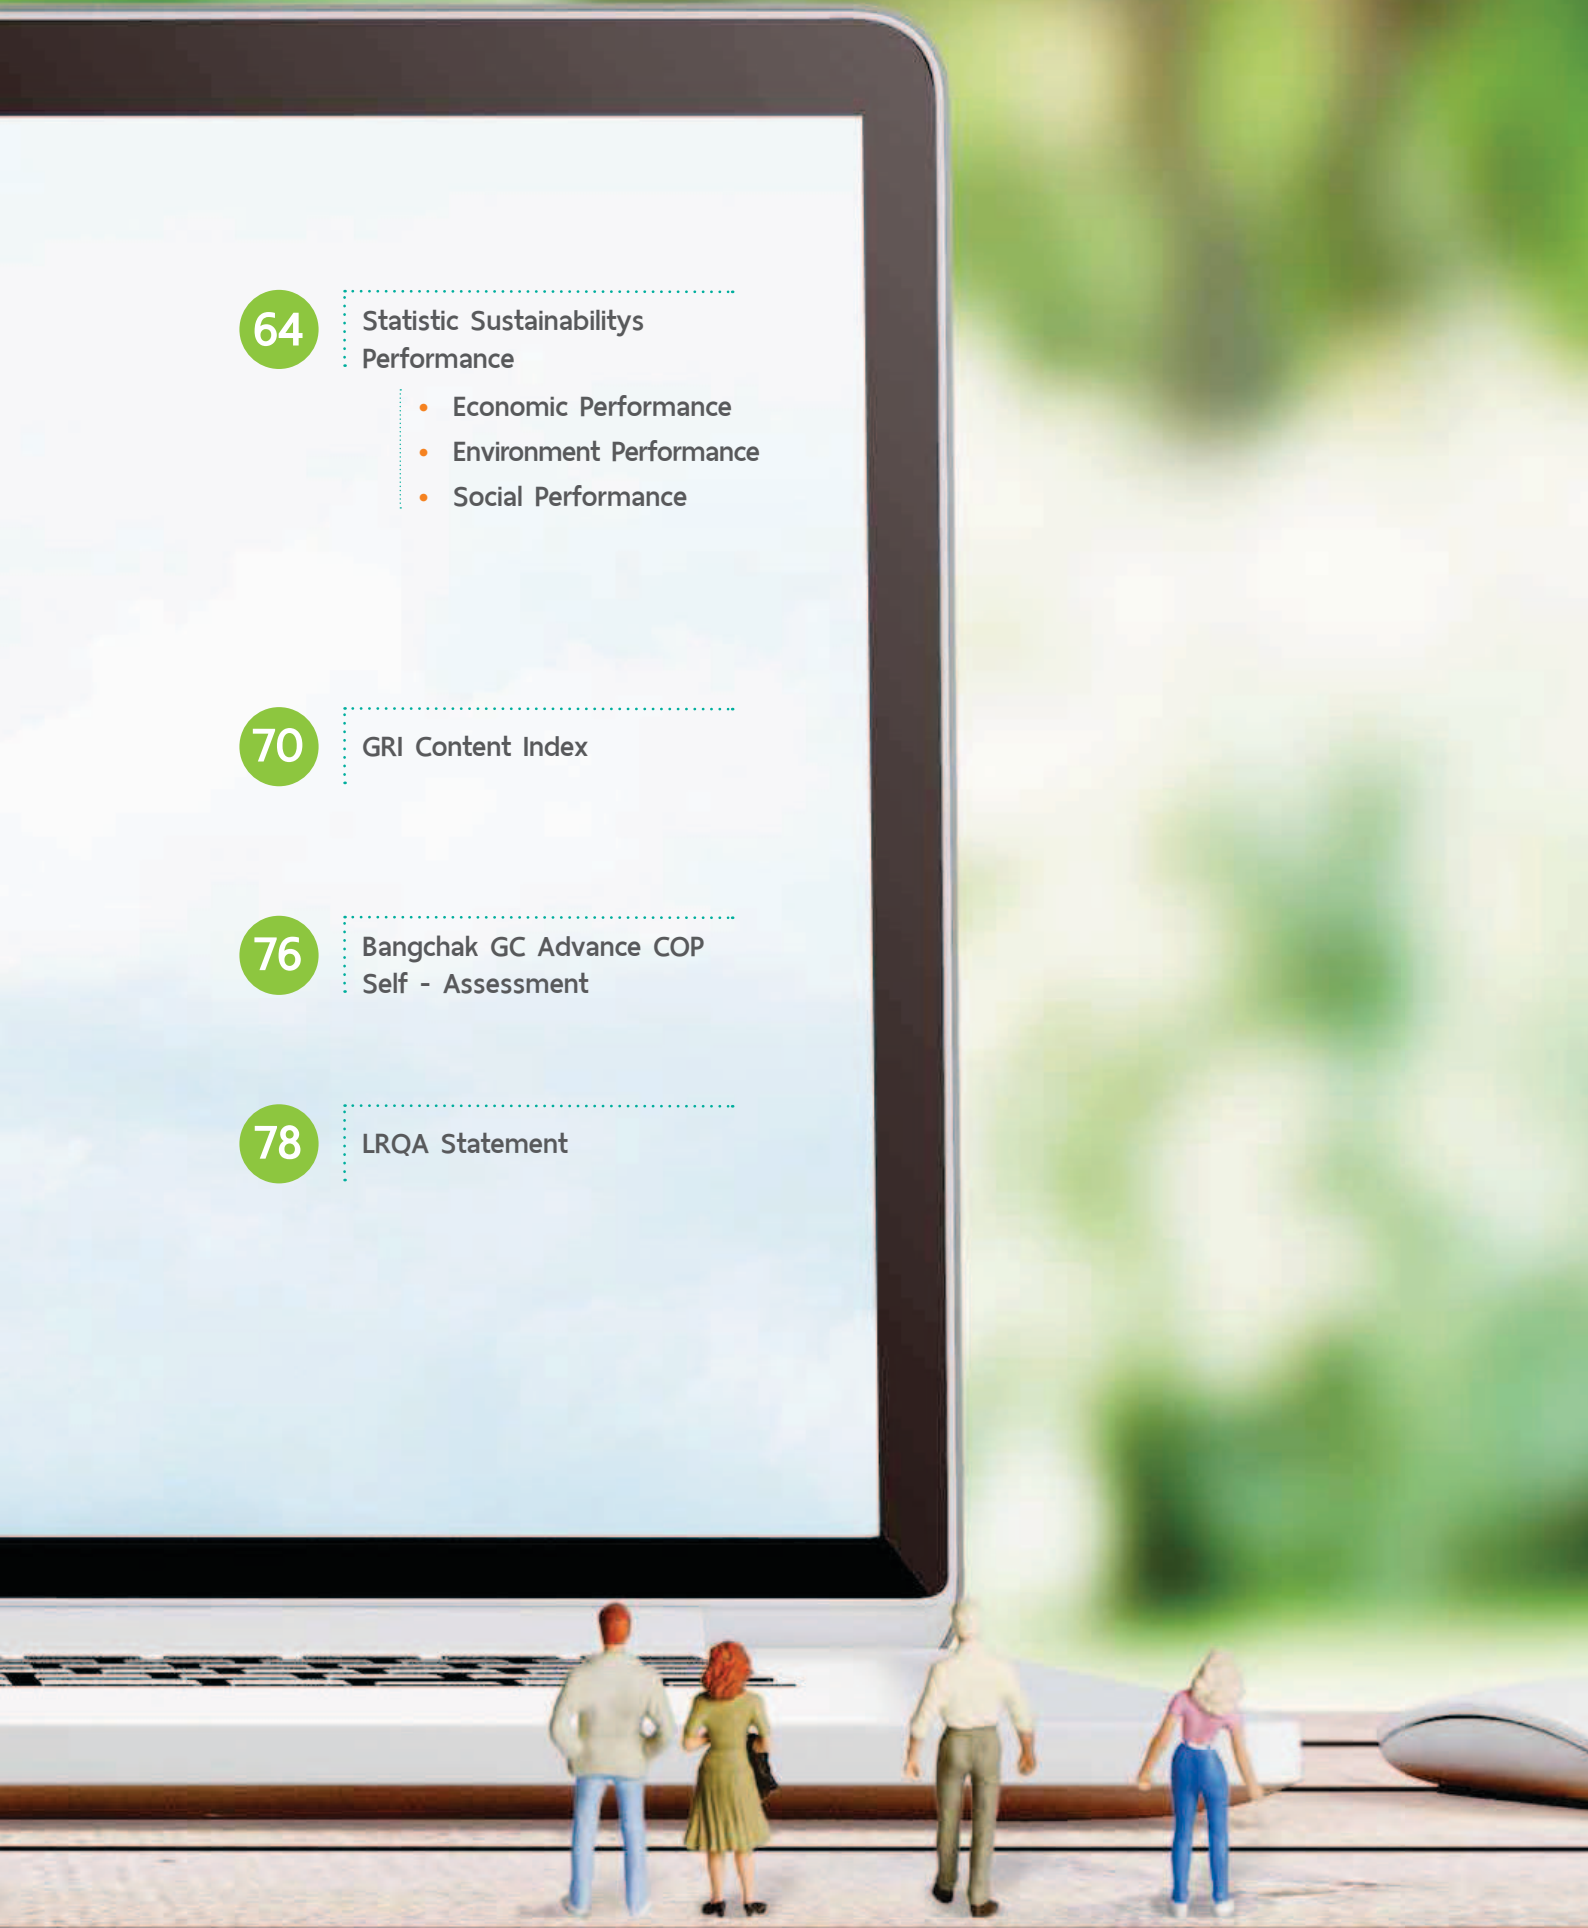 64
Statistic Sustainabilitys
Performance
• Economic Performance
• Environment Performance
• Social Performance
70
GRI Content Index
76
Bangchak GC Advance COP
Self - Assessment
78
LRQA Statement